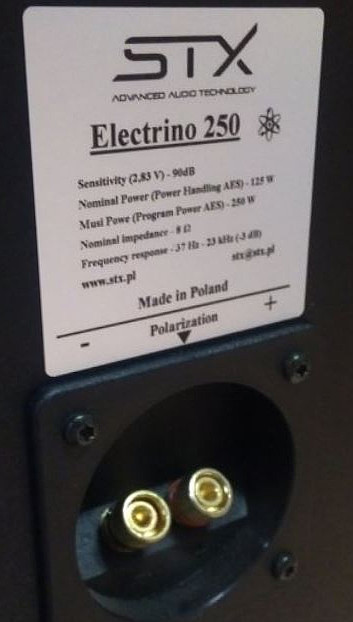 STX
ADVANCED AUDIO TECHNOLOGY
Electrino 250
Sensitivity (2,83 V) - 90dB
Nominal Power (Power Handling AES) - 125 W
Musi Powe (Program Power AES) - 250 W
Nominal impedance - 8 Ω
Frequency response - 37 Hz - 23 kHz (-3 dB)
www.stx.pl stx@stx.pl
Made in Poland
- Polarization +